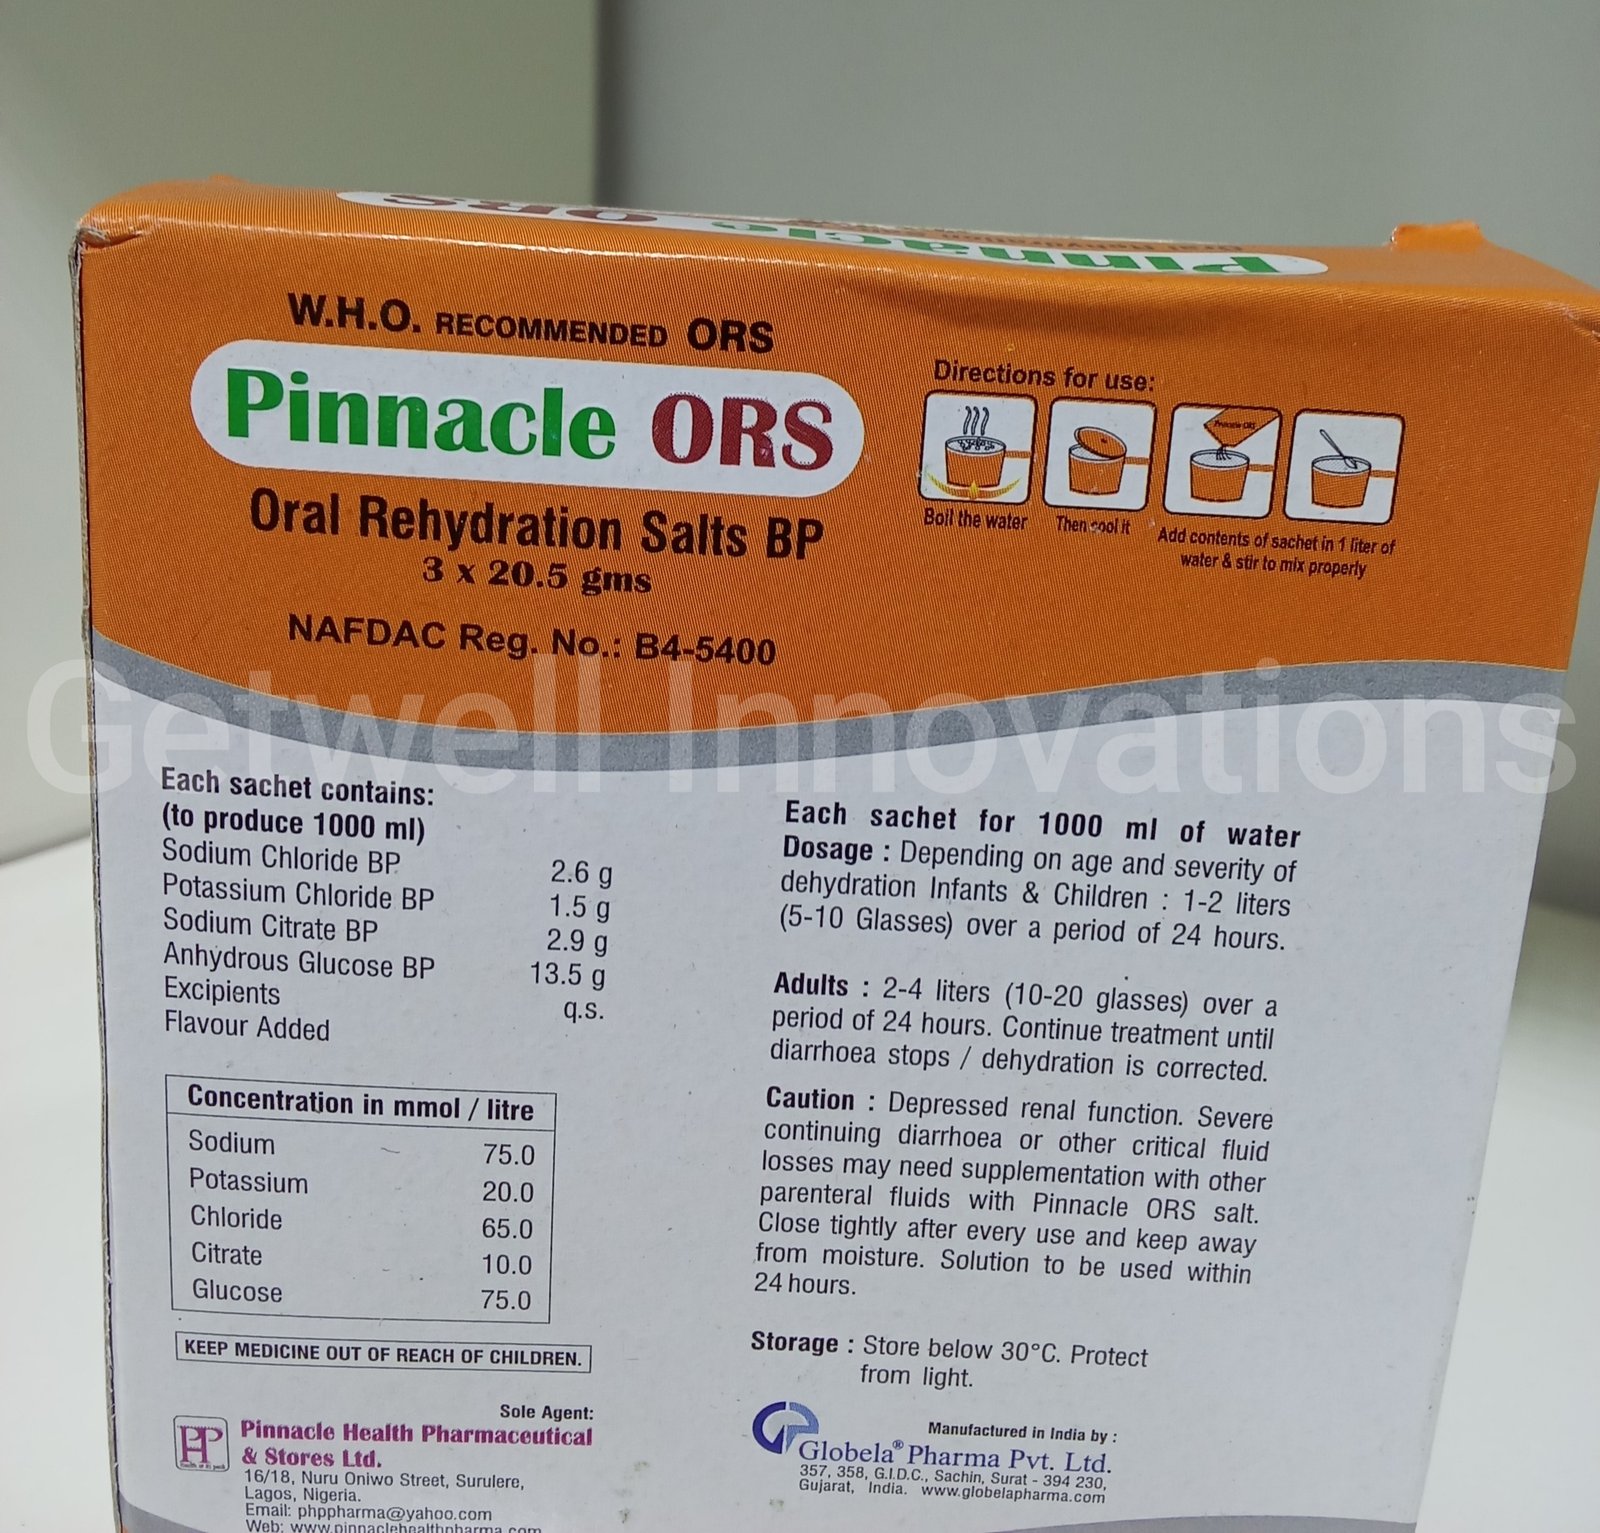 Pinnacle ORS
W.H.O. RECOMMENDED ORS
Pinnacle ORS
Oral Rehydration Salts BP
3 x 20.5 gms
NAFDAC Reg. No.: B4-5400
Directions for use:
Pinnacle ORS
Boil the water
Then cool it
Add contents of sachet in 1 liter of
water & stir to mix properly
Getwell Innovations
Each sachet contains:
(to produce 1000 ml)
Sodium Chloride BP 2.6 g
Potassium Chloride BP 1.5 g
Sodium Citrate BP 2.9 g
Anhydrous Glucose BP 13.5 g
Excipients q.s.
Flavour Added
Concentration in mmol / litre
Sodium 75.0
Potassium 20.0
Chloride 65.0
Citrate 10.0
Glucose 75.0
KEEP MEDICINE OUT OF REACH OF CHILDREN.
Sole Agent:
Pinnacle Health Pharmaceutical
& Stores Ltd.
16/18, Nuru Oniwo Street, Surulere,
Lagos, Nigeria.
Email: phppharma@yahoo.com
Web: www.pinnaclehealthpharma.com
Each sachet for 1000 ml of water
Dosage : Depending on age and severity of
dehydration Infants & Children : 1-2 liters
(5-10 Glasses) over a period of 24 hours.
Adults : 2-4 liters (10-20 glasses) over a
period of 24 hours. Continue treatment until
diarrhoea stops / dehydration is corrected.
Caution : Depressed renal function. Severe
continuing diarrhoea or other critical fluid
losses may need supplementation with other
parenteral fluids with Pinnacle ORS salt.
Close tightly after every use and keep away
from moisture. Solution to be used within
24 hours.
Storage : Store below 30°C. Protect
from light.
Manufactured in India by :
Globela® Pharma Pvt. Ltd.
357, 358, G.I.D.C., Sachin, Surat - 394 230,
Gujarat, India. www.globelapharma.com